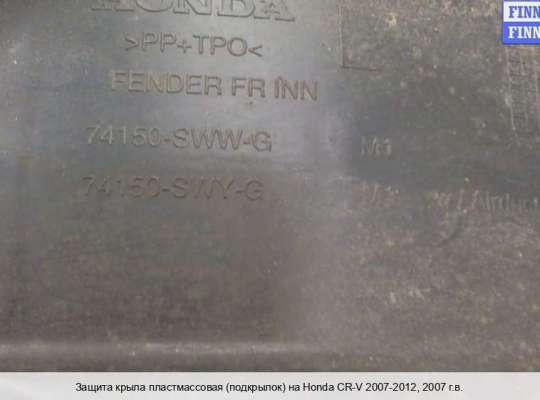 HONDA
FINN
FINN
>PP+TPO<
FENDER FR INN
74150-SWW-G M1
74150-SWY-G
Защита крыла пластмассовая (подкрылок) на Honda CR-V 2007-2012, 2007 г.в.